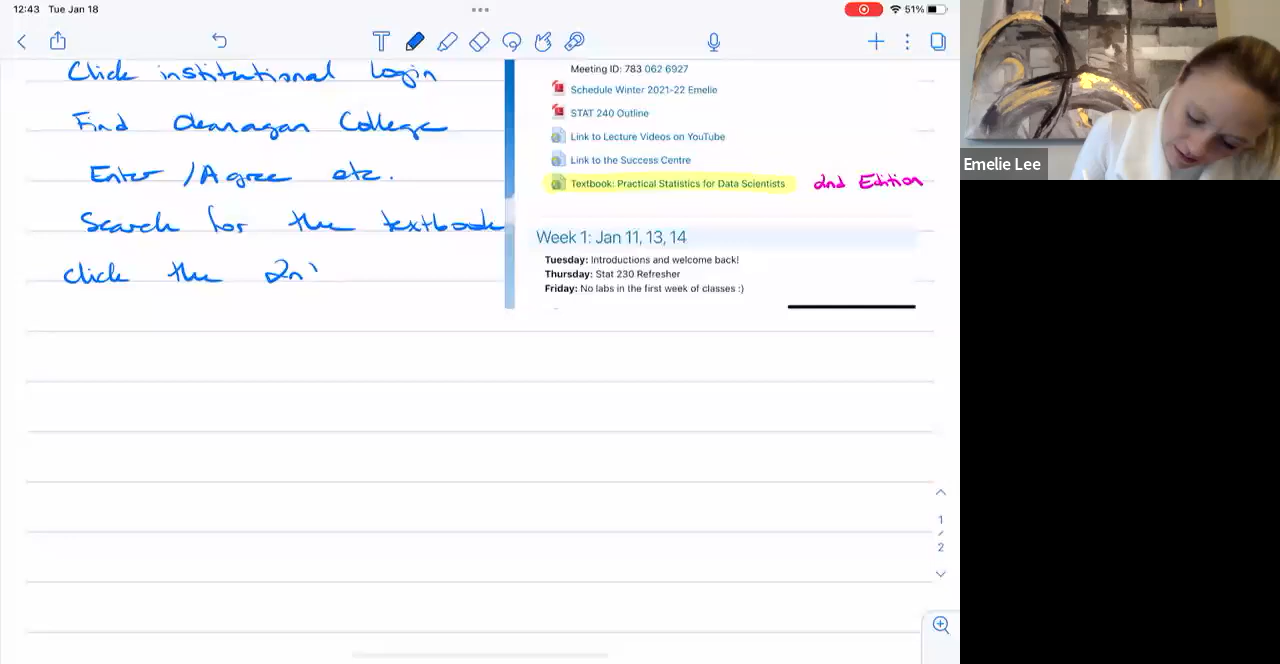 12:43 Tue Jan 18
51%
Click institutional Login
Find Okanagan College
Enter /Agree etc.
Search for the textbook
click the 2n
Meeting ID: 783 062 6927
Schedule Winter 2021-22 Emelie
STAT 240 Outline
Link to Lecture Videos on YouTube
Link to the Success Centre
Textbook: Practical Statistics for Data Scientists 2nd Edition
Week 1: Jan 11, 13, 14
Tuesday: Introductions and welcome back!
Thursday: Stat 230 Refresher
Friday: No labs in the first week of classes :)
1
/
2
Emelie Lee